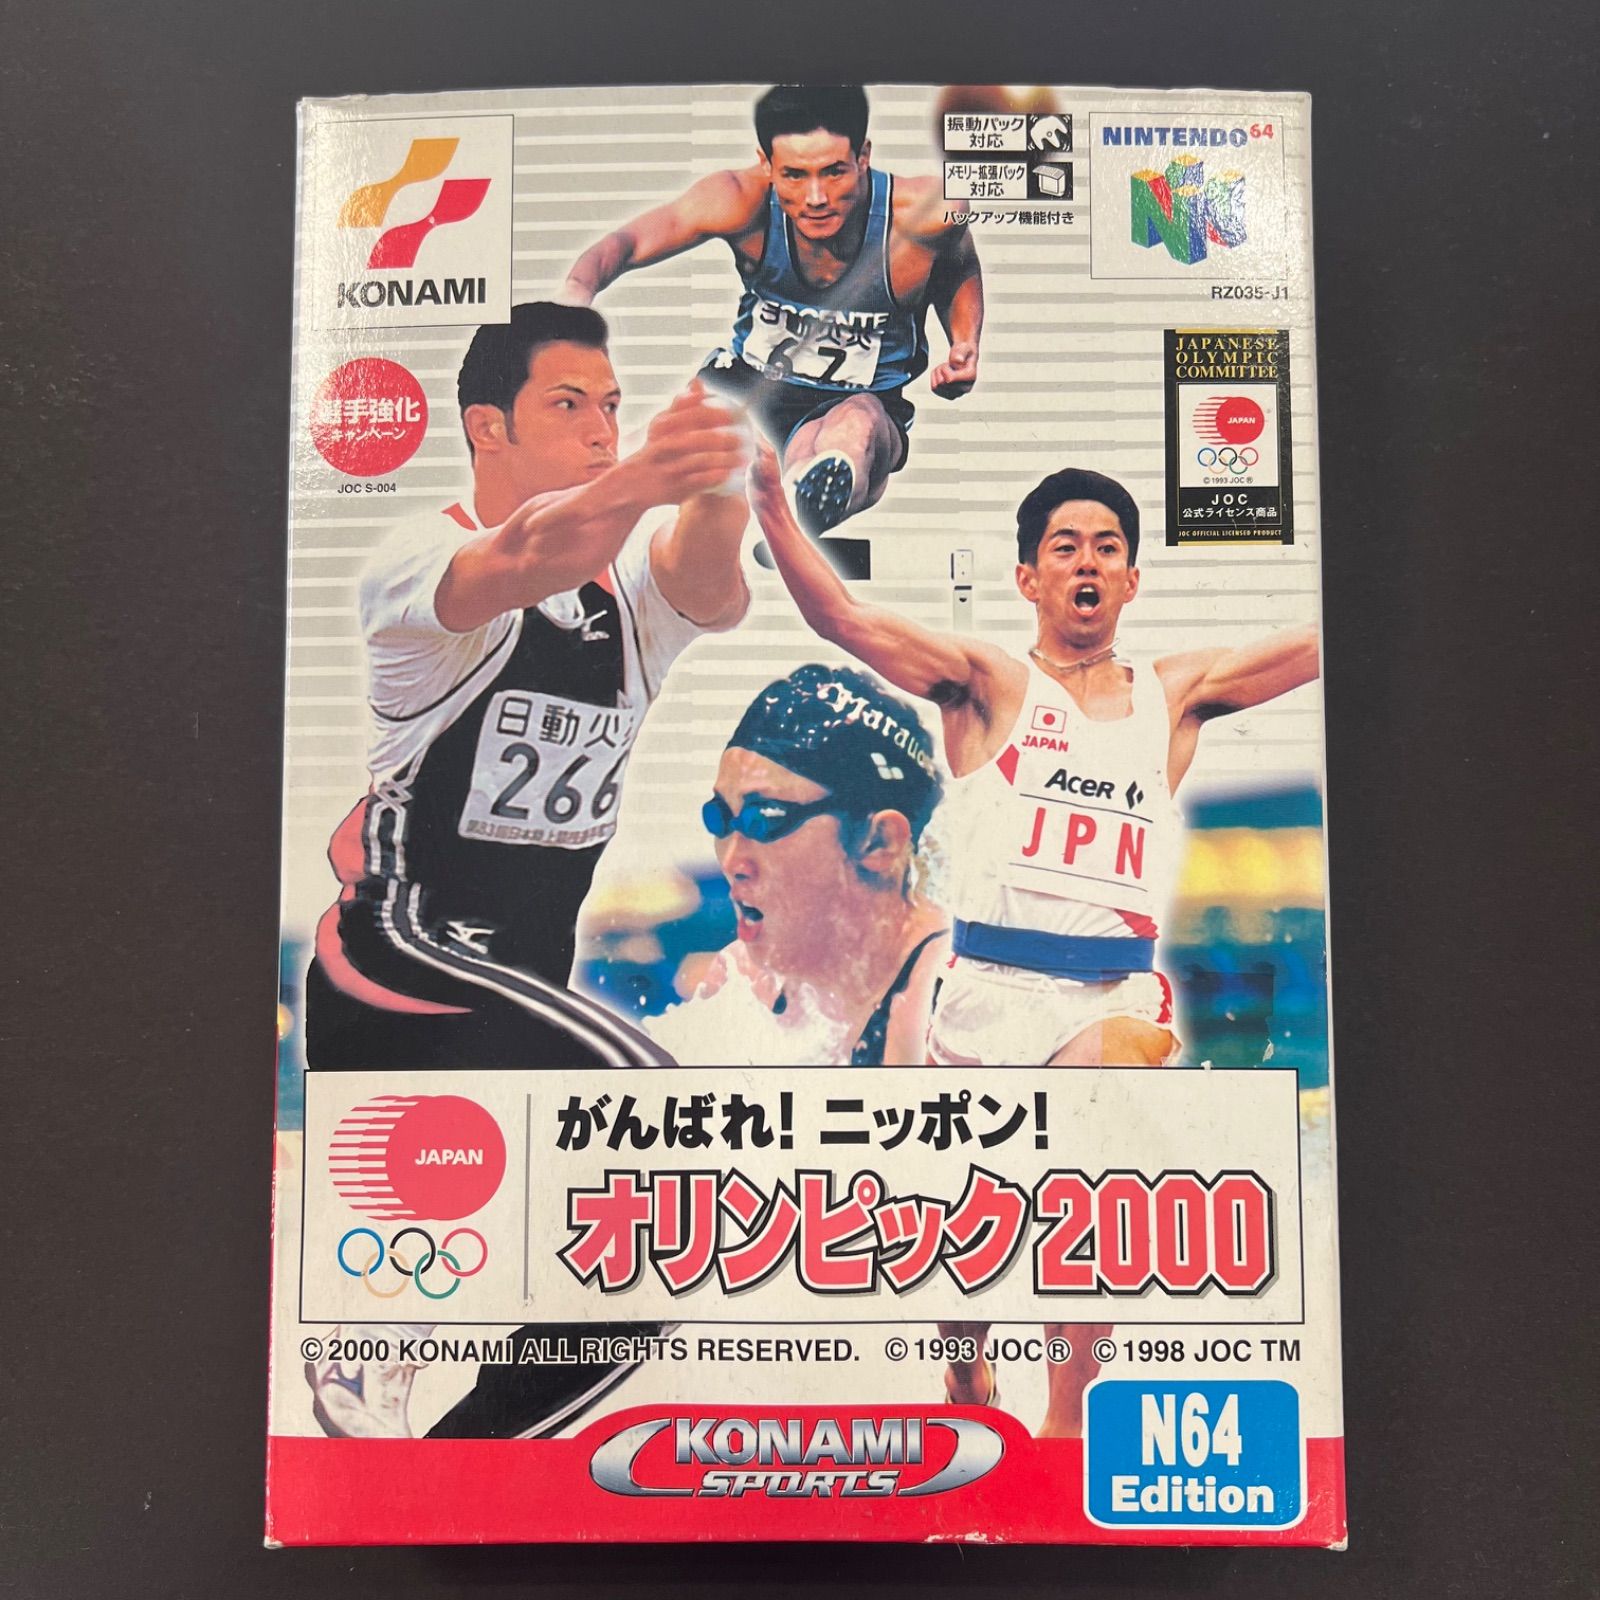 KONAMI
振動パック
対応
メモリー拡張パック
対応
バックアップ機能付き
NINTENDO 64
RZ035-J1
選手強化
キャンペーン
JOC S-004
JAPANESE
OLYMPIC
COMMITTEE
JAPAN
©1993 JOC®
JOC
公式ライセンス商品
JOC OFFICIAL LICENSED PRODUCT
67
日動火
266
JAPAN
AceR
JPN
JAPAN
がんばれ!ニッポン!
オリンピック2000
©2000 KONAMI ALL RIGHTS RESERVED. ©1993 JOC® ©1998 JOC TM
KONAMI
SPORTS
N64
Edition